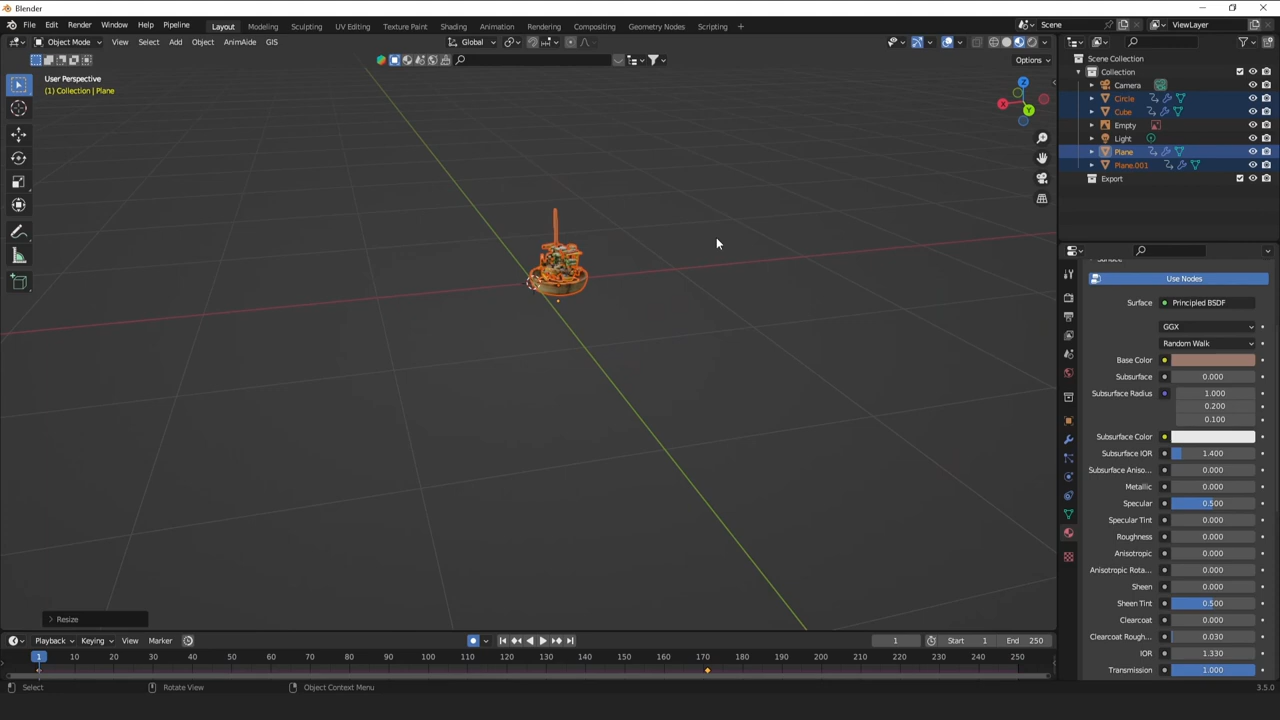 Blender
File Edit Render Window Help Pipeline Layout Modeling Sculpting UV Editing Texture Paint Shading Animation Rendering Compositing Geometry Nodes Scripting + Scene ViewLayer
Object Mode View Select Add Object AnimAide GIS Global
Options
User Perspective
(1) Collection | Plane
X
Y
Z
Scene Collection
Collection
Camera
Circle
Cube
Empty
Light
Plane
Plane.001
Export
Surface
Use Nodes
Surface Principled BSDF
GGX
Random Walk
Base Color
Subsurface 0.000
Subsurface Radius 1.000
0.200
0.100
Subsurface Color
Subsurface IOR 1.400
Subsurface Aniso... 0.000
Metallic 0.000
Specular 0.500
Specular Tint 0.000
Roughness 0.000
Anisotropic 0.000
Anisotropic Rota... 0.000
Sheen 0.000
Sheen Tint 0.500
Clearcoat 0.000
Clearcoat Rough... 0.030
IOR 1.330
Transmission 1.000
Resize
Playback Keying View Marker 1 Start 1 End 250
1 10 20 30 40 50 60 70 80 90 100 110 120 130 140 150 160 170 180 190 200 210 220 230 240 250
Select Rotate View Object Context Menu 3.5.0